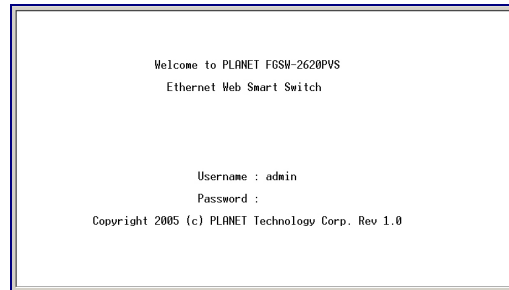 Welcome to PLANET FGSW-2620PVS
Ethernet Web Smart Switch
Username : admin
Password :
Copyright 2005 (c) PLANET Technology Corp. Rev 1.0